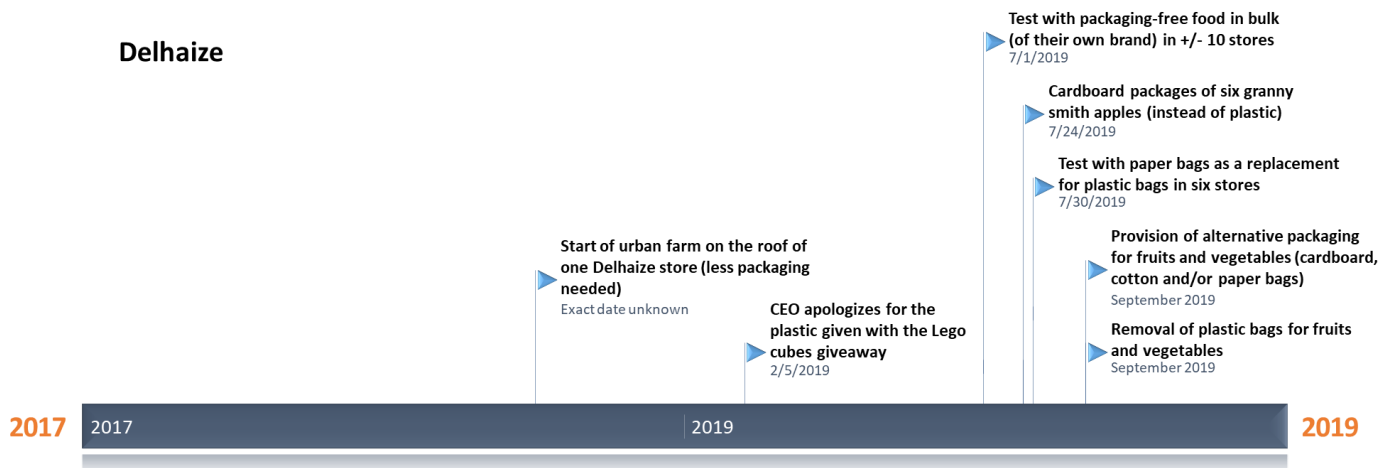 Delhaize
Test with packaging-free food in bulk
(of their own brand) in +/- 10 stores
7/1/2019
Cardboard packages of six granny
smith apples (instead of plastic)
7/24/2019
Test with paper bags as a replacement
for plastic bags in six stores
7/30/2019
Provision of alternative packaging
for fruits and vegetables (cardboard,
cotton and/or paper bags)
September 2019
Start of urban farm on the roof of
one Delhaize store (less packaging
needed)
Exact date unknown
CEO apologizes for the
plastic given with the Lego
cubes giveaway
2/5/2019
Removal of plastic bags for fruits
and vegetables
September 2019
2017
2017
2019
2019